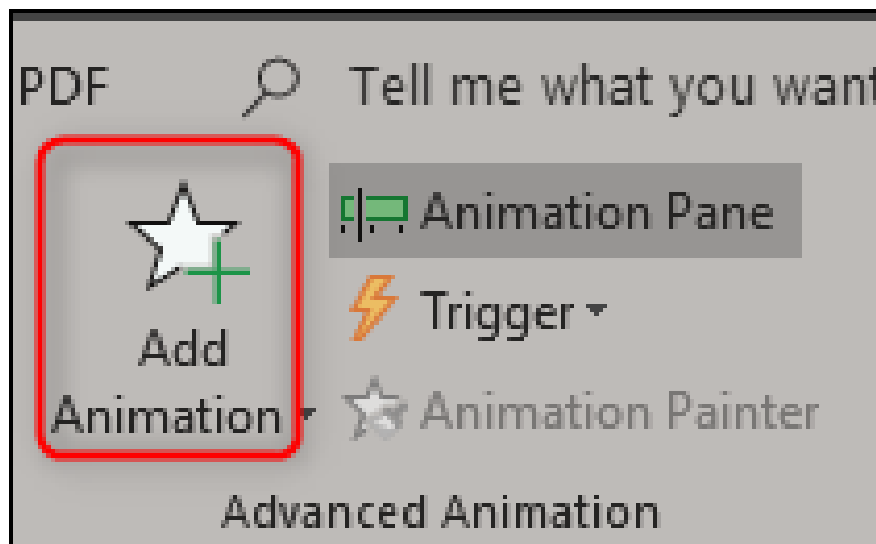 PDF Tell me what you want
Add
Animation
Animation Pane
Trigger
Animation Painter
Advanced Animation